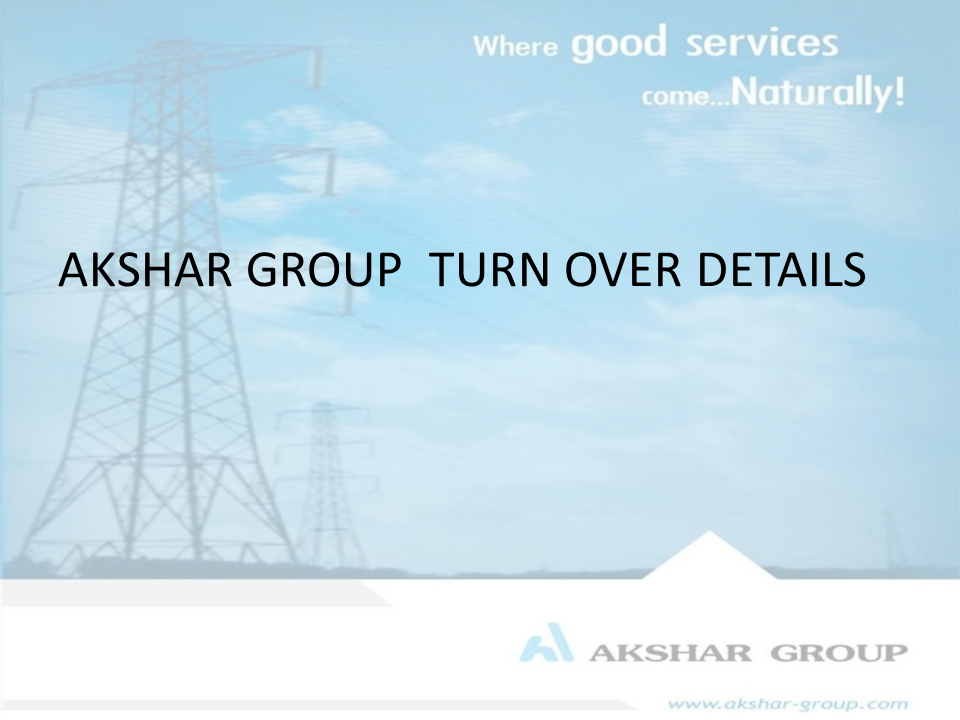 Where good services
come...Naturally!
AKSHAR GROUP  TURN OVER DETAILS
AKSHAR GROUP
www.akshar-group.com